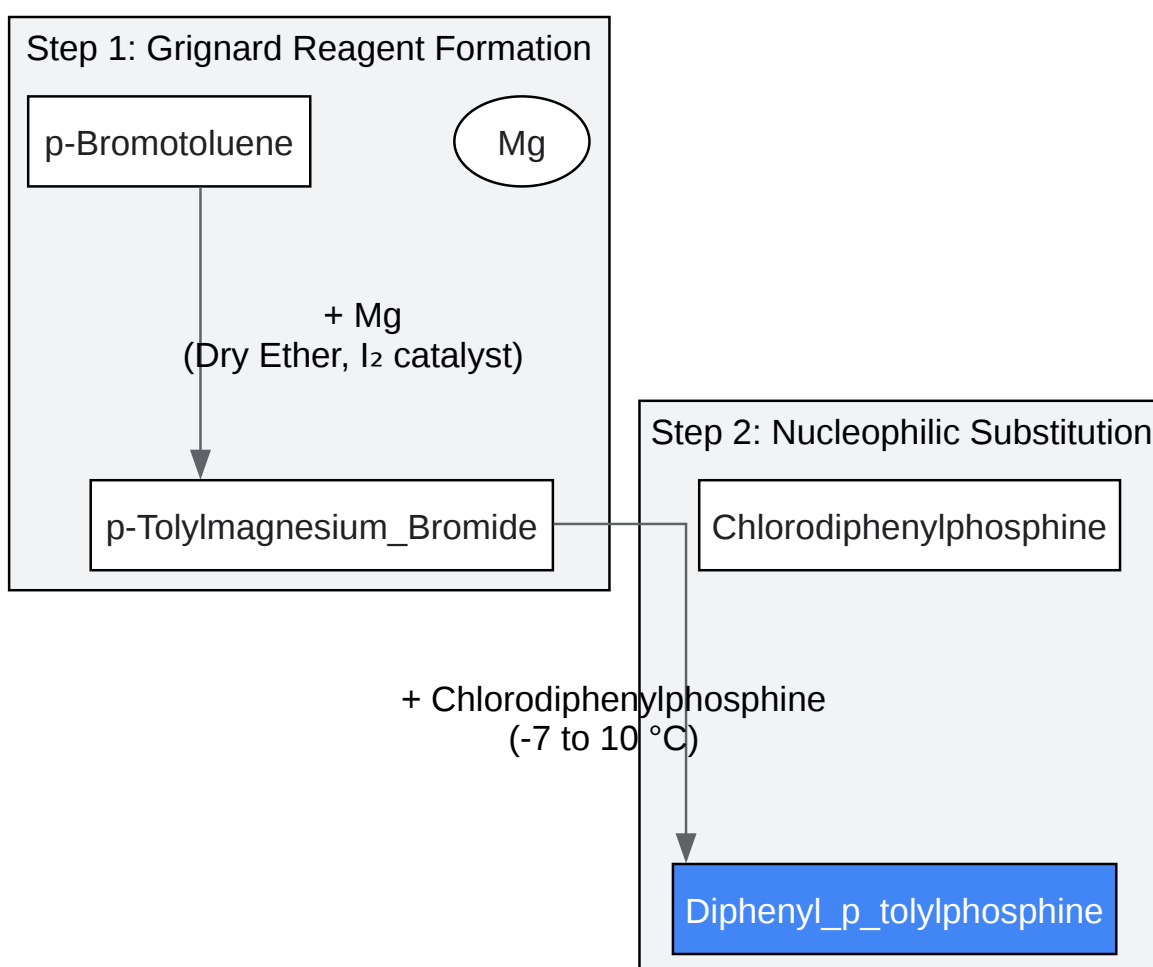 Step 1: Grignard Reagent Formation
p-Bromotoluene
Mg
+ Mg
(Dry Ether, I₂ catalyst)
p-Tolylmagnesium_Bromide
Step 2: Nucleophilic Substitution
Chlorodiphenylphosphine
+ Chlorodiphenylphosphine
(-7 to 10 °C)
Diphenyl_p_tolylphosphine